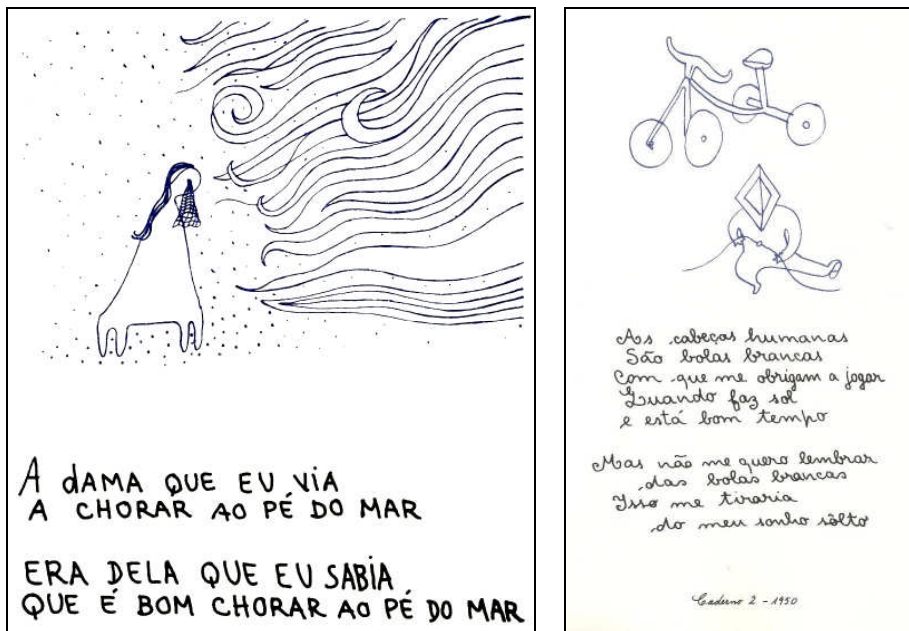 A dAMA QUE EU VIA
A CHORAR AO PÉ DO MAR
ERA DELA QUE EU SABIA
QUE É BOM CHORAR AO PÉ DO MAR
As cabeças humanas
São bolas brancas
Com que me obrigam a jogar
Quando faz sol
e está bom tempo
Mas não me quero lembrar
das bolas brancas
Isso me tiraria
do meu sonho sôlto
Caderno 2 - 1950